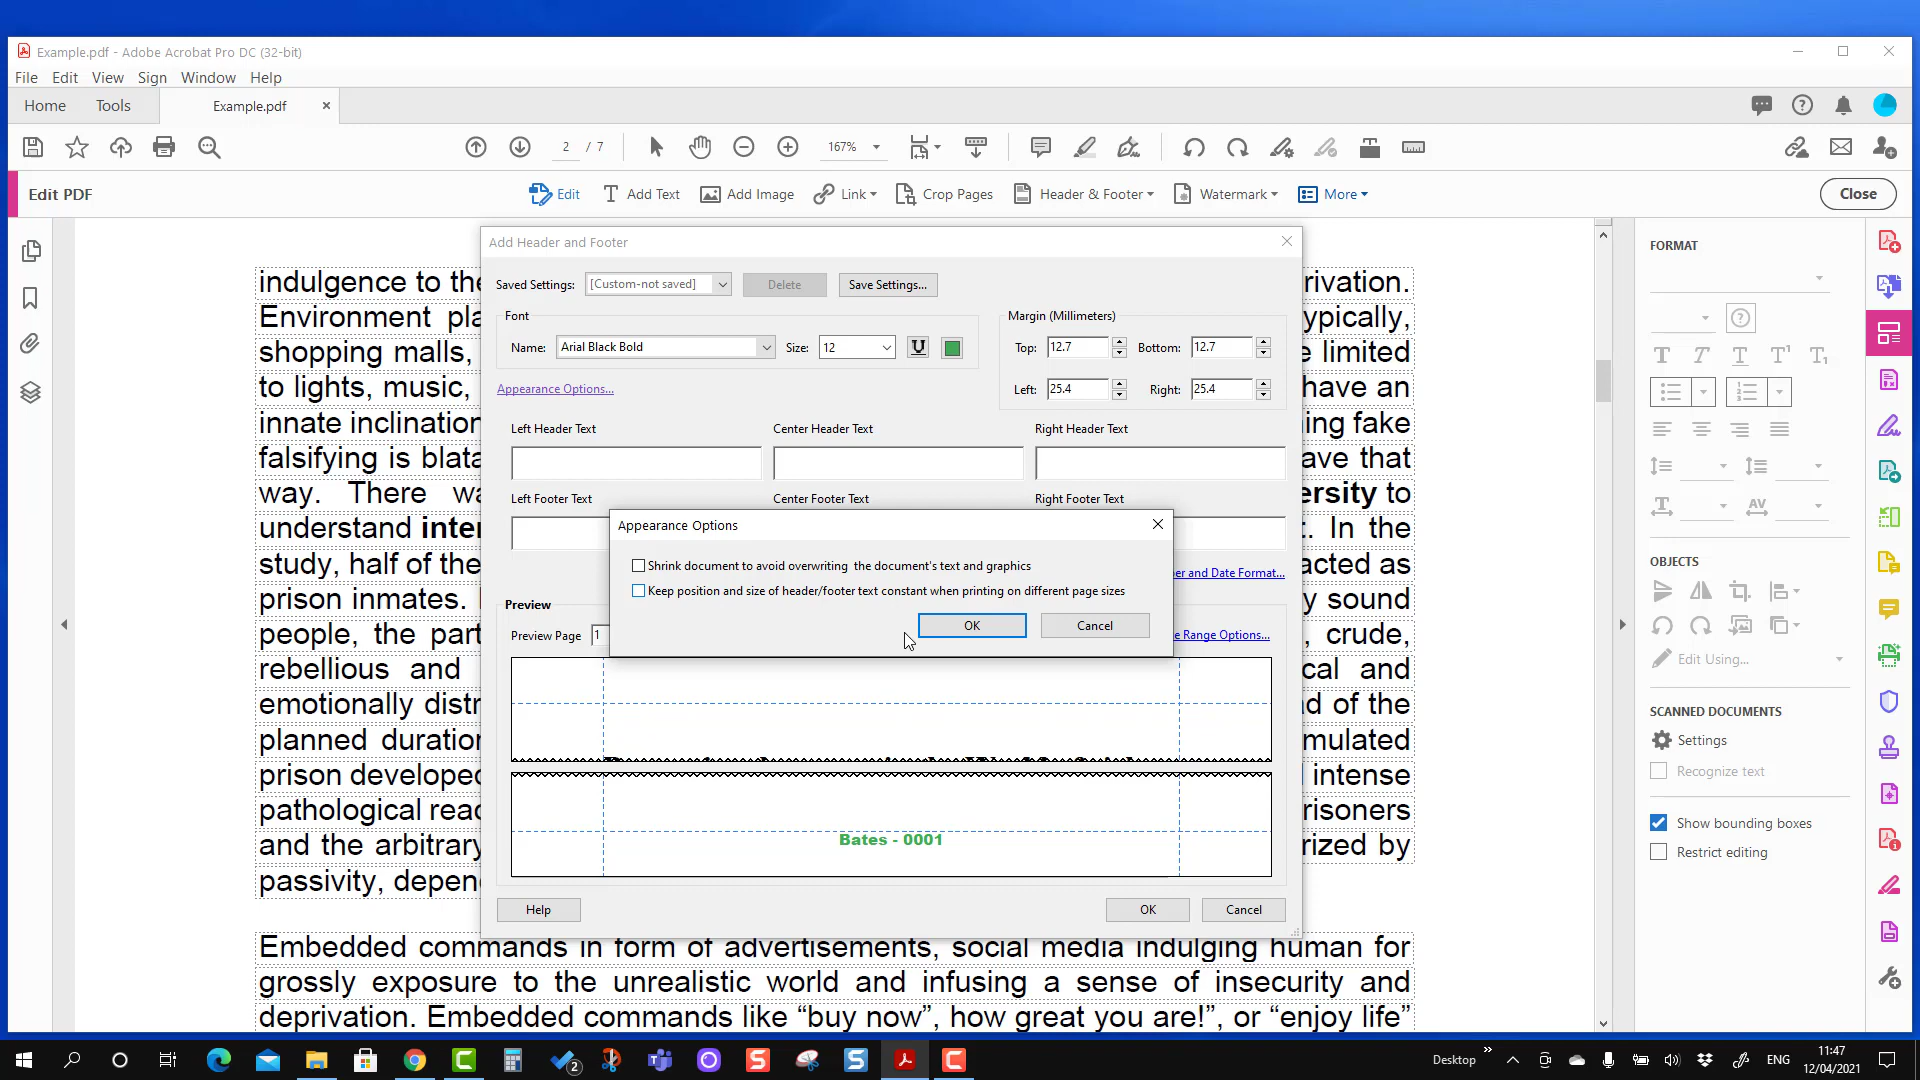 Example.pdf - Adobe Acrobat Pro DC (32-bit)
File Edit View Sign Window Help
Home Tools Example.pdf
2 / 7 167%
Edit PDF Edit Add Text Add Image Link Crop Pages Header & Footer Watermark More Close
Add Header and Footer
Saved Settings: [Custom-not saved] Delete Save Settings...
Font
Name: Arial Black Bold Size: 12
Appearance Options...
Margin (Millimeters)
Top: 12.7 Bottom: 12.7
Left: 25.4 Right: 25.4
Left Header Text Center Header Text Right Header Text
Left Footer Text Center Footer Text Right Footer Text
Appearance Options
Shrink document to avoid overwriting the document's text and graphics
Keep position and size of header/footer text constant when printing on different page sizes
OK Cancel
and Date Format...
Preview
Preview Page 1
Range Options...
Bates - 0001
Help OK Cancel
indulgence to the
rivation.
Environment
ypically,
shopping malls,
limited
to lights, music,
have an
innate inclination
ing fake
falsifying is
ave that
way. There
ersity to
understand
In the
study, half of the
acted as
prison inmates.
sound
people, the
crude,
rebellious and
cal and
emotionally
of the
planned
mulated
prison
intense
pathological
risoners
and the arbitrary
rized by
passivity,
Embedded commands in form of advertisements, social media indulging human for
grossly exposure to the unrealistic world and infusing a sense of insecurity and
deprivation. Embedded commands like “buy now”, how great you are!”, or “enjoy life”
FORMAT
OBJECTS
Edit Using...
SCANNED DOCUMENTS
Settings
Recognize text
Show bounding boxes
Restrict editing
2
Desktop ENG
11:47
12/04/2021